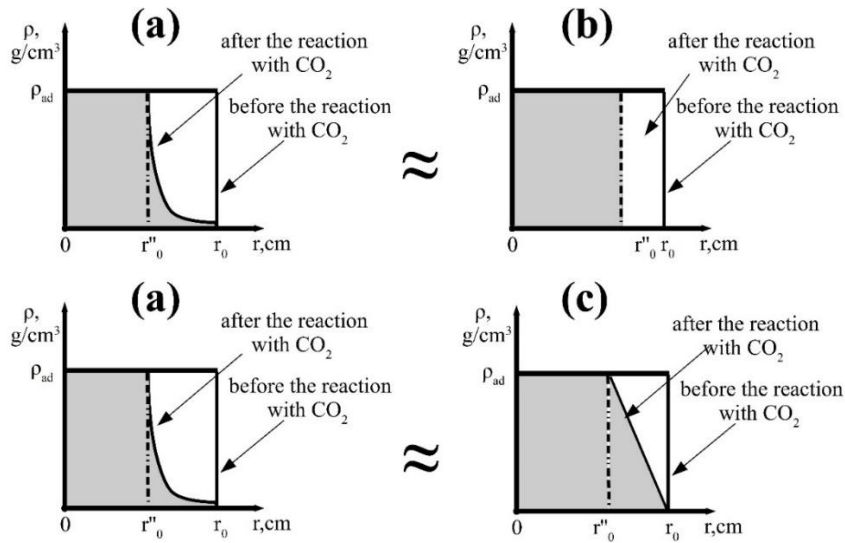 (a)
ρ,
g/cm³
ρad
after the reaction
with CO₂
before the reaction
with CO₂
0
r"₀
r₀
r,cm
≈
(b)
ρ,
g/cm³
ρad
after the reaction
with CO₂
before the reaction
with CO₂
0
r"₀
r₀
r,cm
(a)
ρ,
g/cm³
ρad
after the reaction
with CO₂
before the reaction
with CO₂
0
r"₀
r₀
r,cm
≈
(c)
ρ,
g/cm³
ρad
after the reaction
with CO₂
before the reaction
with CO₂
0
r"₀
r₀
r,cm